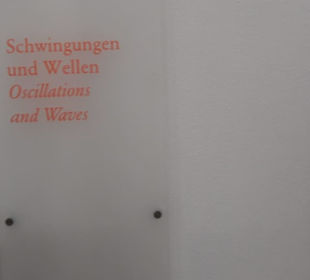 Schwingungen
und Wellen
Oscillations
and Waves